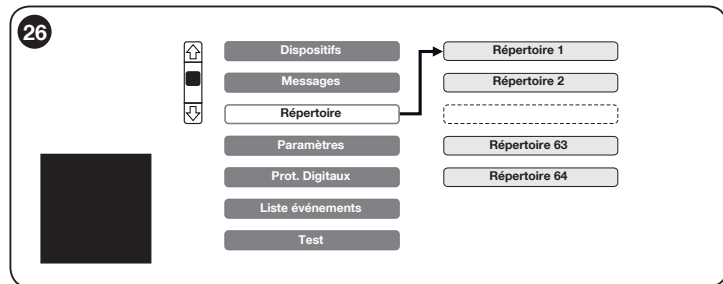 26
Dispositifs
Messages
Répertoire
Paramètres
Prot. Digitaux
Liste événements
Test
Répertoire 1
Répertoire 2
Répertoire 63
Répertoire 64